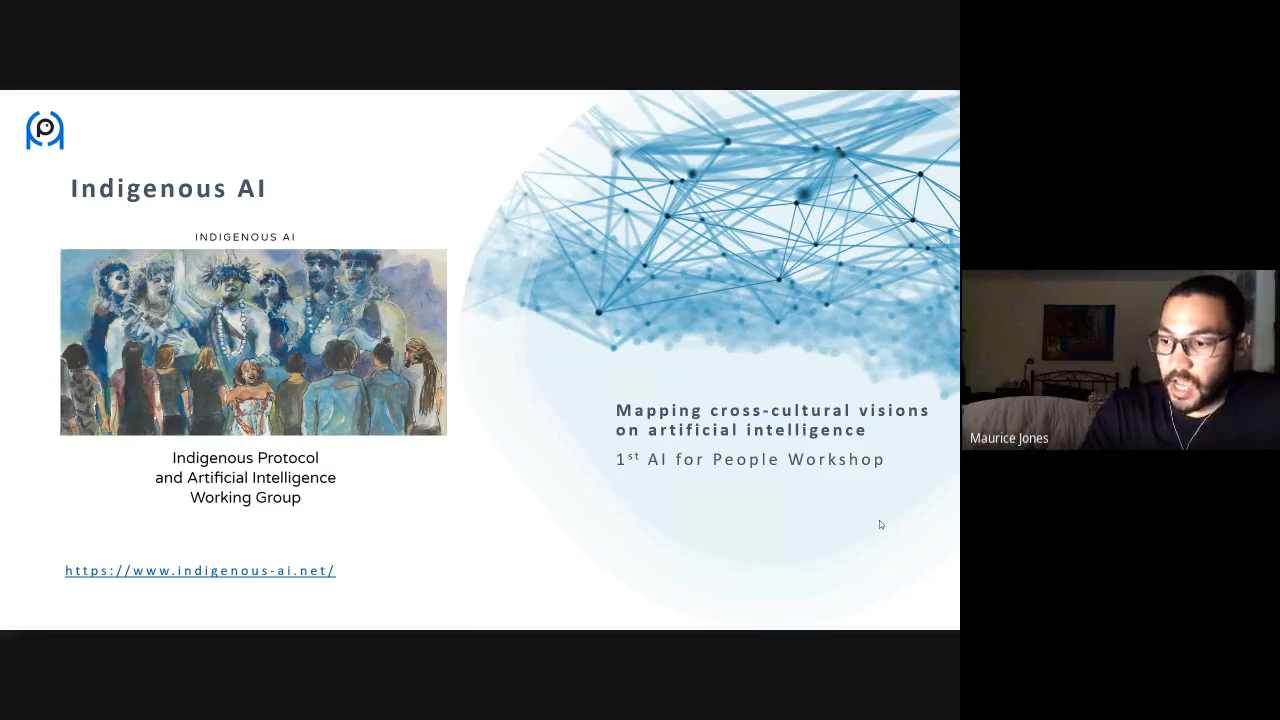 Indigenous AI
INDIGENOUS AI
Indigenous Protocol
and Artificial Intelligence
Working Group
https://www.indigenous-ai.net/
Mapping cross-cultural visions
on artificial intelligence
1st AI for People Workshop
Maurice Jones